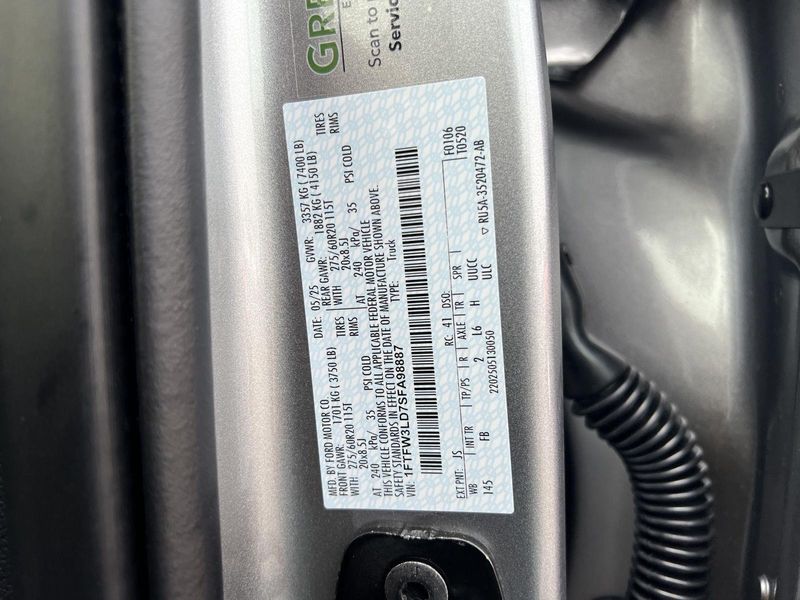 GRE
Scan to
Servic
MFD. BY FORD MOTOR CO. DATE: 05/25 GVWR: 3357 KG ( 7400 LB)
FRONT GAWR: 1701 KG ( 3750 LB) REAR GAWR: 1882 KG ( 4150 LB)
WITH 275/60R20 115T TIRES WITH 275/60R20 115T TIRES
20x8.5J RIMS 20x8.5J RIMS
AT 240 kPa/ 35 PSI COLD AT 240 kPa/ 35 PSI COLD
THIS VEHICLE CONFORMS TO ALL APPLICABLE FEDERAL MOTOR VEHICLE
SAFETY STANDARDS IN EFFECT ON THE DATE OF MANUFACTURE SHOWN ABOVE.
VIN: 1FTFW3LD7SFA98887 TYPE: Truck
F0106
T0520
EXT PNT: JS RC: 41 DSO:
WB INT TR TP/PS R AXLE TR SPR
145 FB 2 L6 H UUCC
ULC
2202505130050
▽ RU5A-3520472-AB